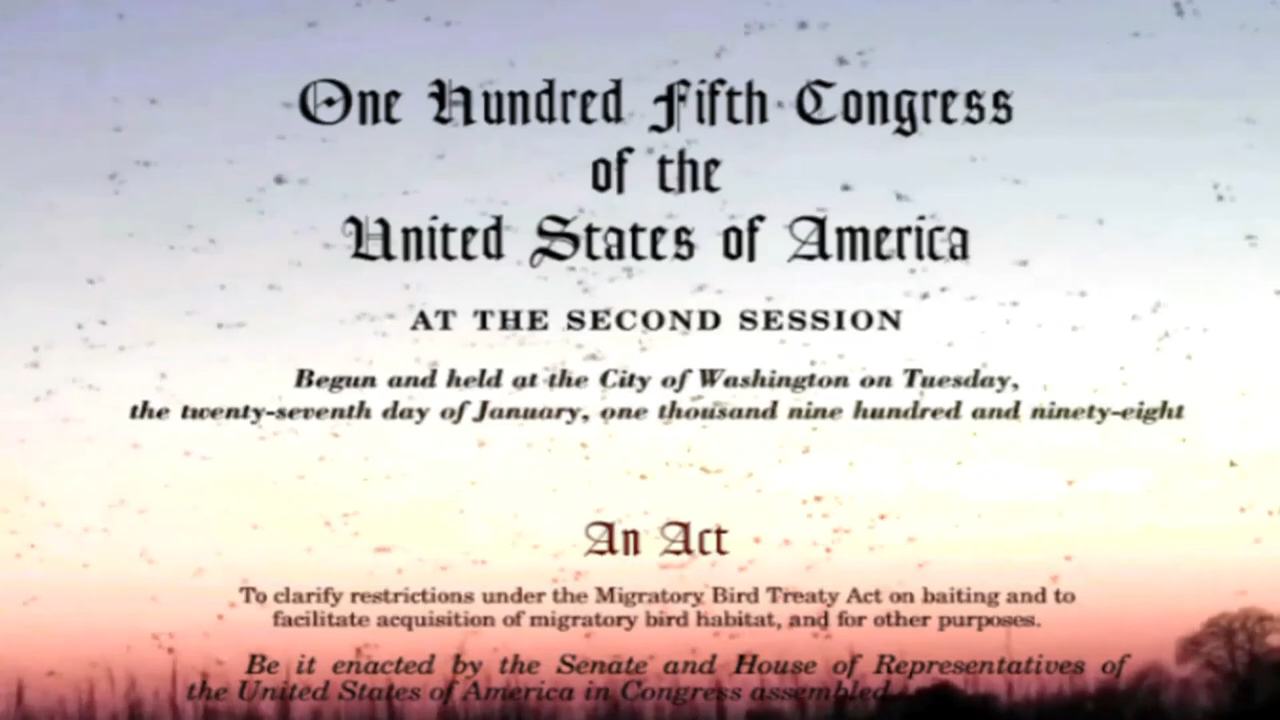 One Hundred Fifth Congress
of the
United States of America
AT THE SECOND SESSION
Begun and held at the City of Washington on Tuesday,
the twenty-seventh day of January, one thousand nine hundred and ninety-eight
An Act
To clarify restrictions under the Migratory Bird Treaty Act on baiting and to
facilitate acquisition of migratory bird habitat, and for other purposes.
Be it enacted by the Senate and House of Representatives of
the United States of America in Congress assembled